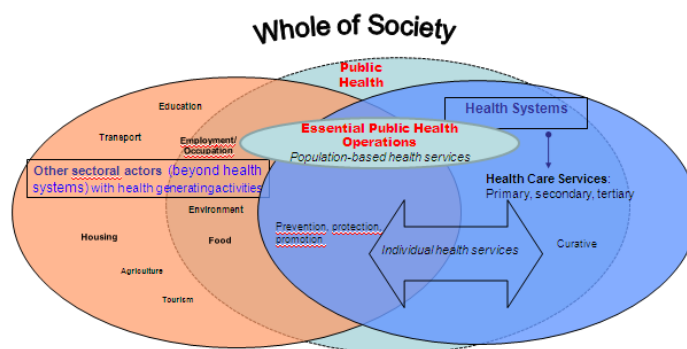 Whole of Society
Public
Health
Education
Health Systems
Transport
Employment/
Occupation
Essential Public Health
Operations
Population-based health services
Other sectoral actors (beyond health
systems) with health generatingactivities
Health Care Services:
Primary, secondary, tertiary
Environment
Housing
Food
Prevention, protection,
promotion
Individual health services
Curative
Agriculture
Tourism